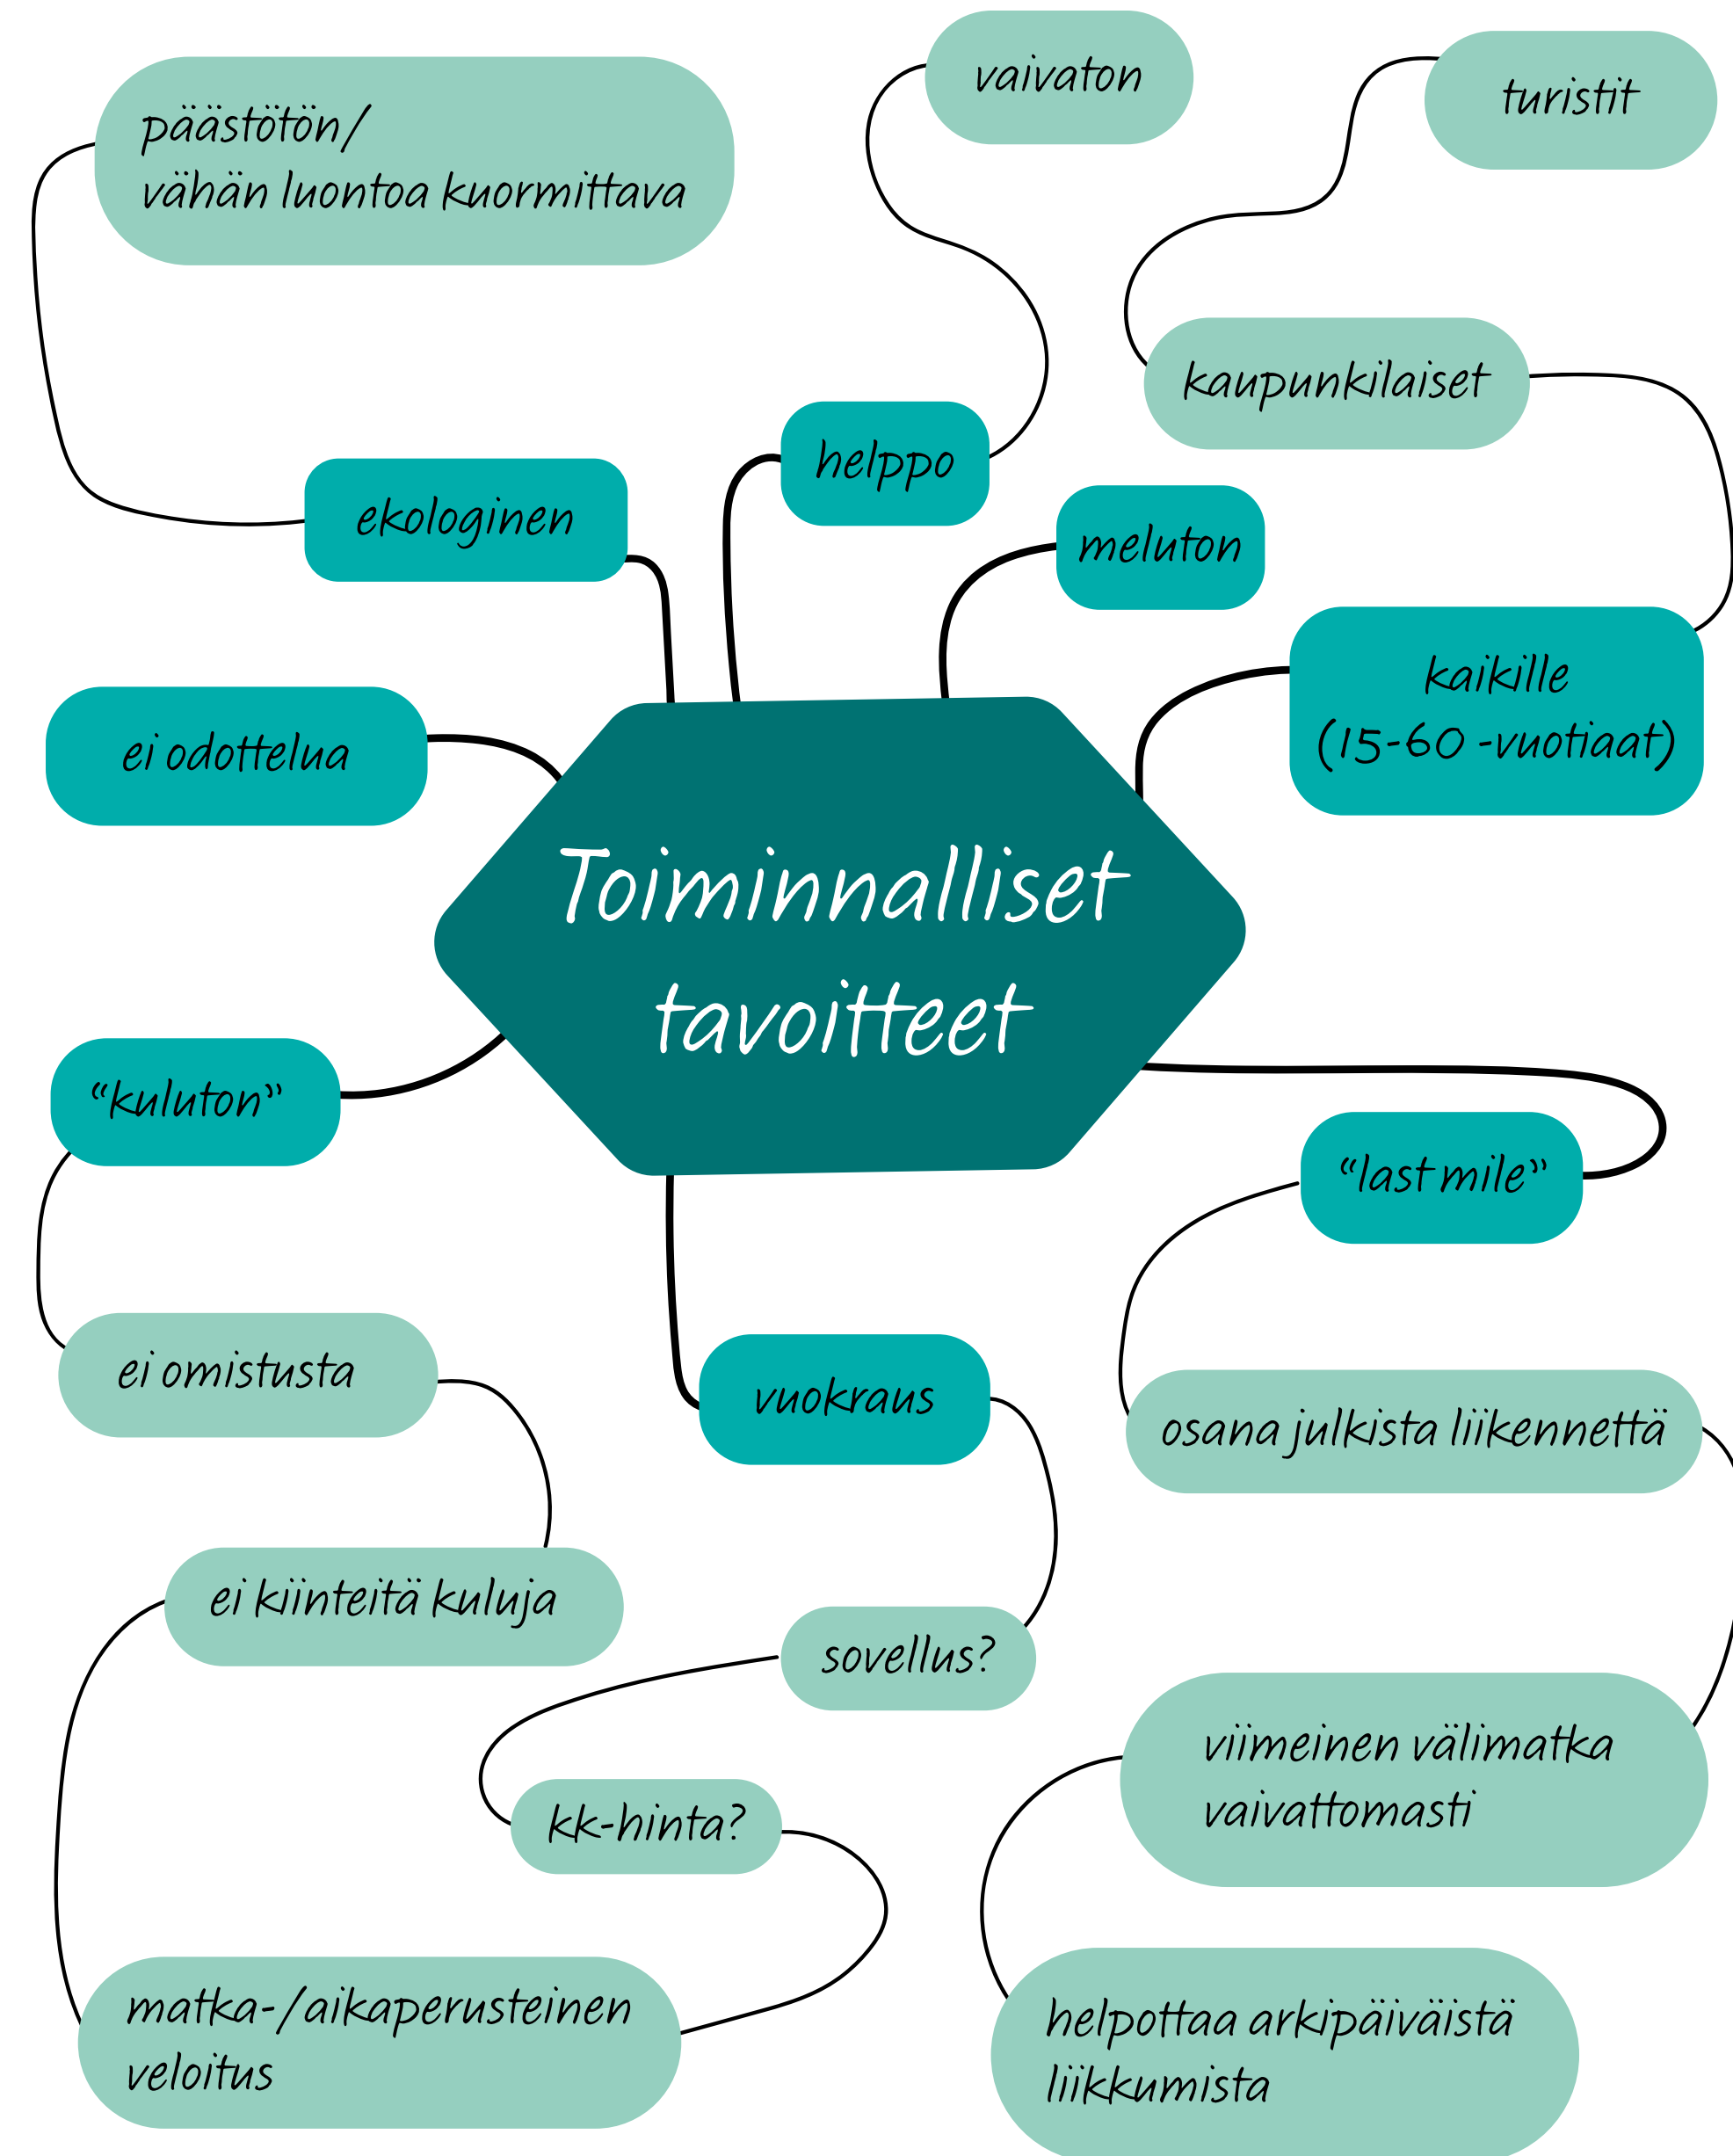 vaivaton
turistit
päästötön/
vähän luontoa kuormittava
kaupunkilaiset
helppo
ekologinen
meluton
kaikille
(15-60 -vuotiaat)
ei odottelua
Toiminnalliset
tavoitteet
“kuluton”
“last mile”
ei omistusta
vuokraus
osana julkista liikennettä
ei kiinteitä kuluja
sovellus?
viimeinen välimatka
vaivattomasti
kk-hinta?
matka-/aikaperusteinen
veloitus
helpottaa arkipäiväistä
liikkumista